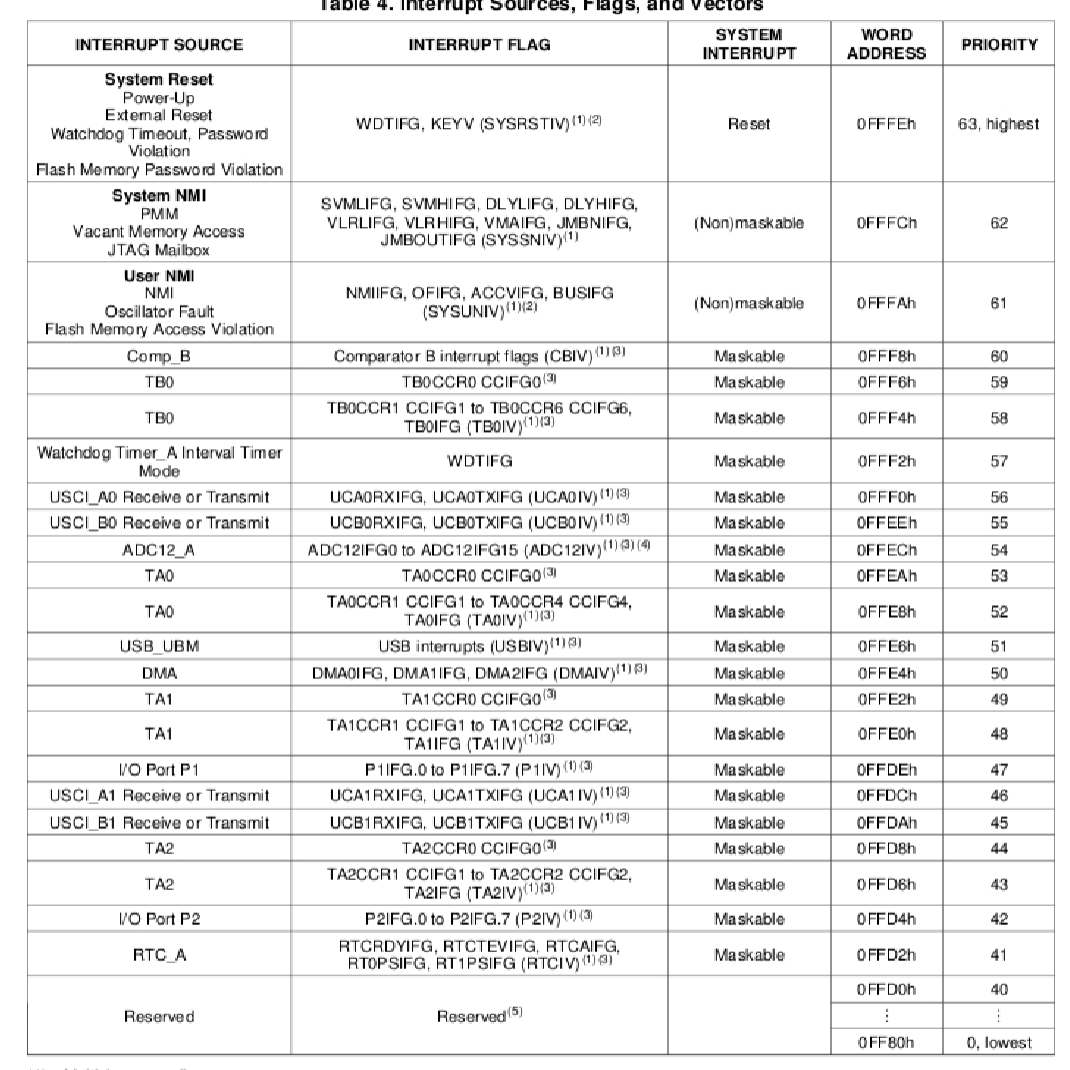 Table 4. Interrupt Sources, Flags, and Vectors
INTERRUPT SOURCE INTERRUPT FLAG SYSTEM INTERRUPT WORD ADDRESS PRIORITY
System Reset
Power-Up
External Reset
Watchdog Timeout, Password
Violation
Flash Memory Password Violation
WDTIFG, KEYV (SYSRSTIV)(1)(2) Reset 0FFFEh 63, highest
System NMI
PMM
Vacant Memory Access
JTAG Mailbox
SVMLIFG, SVMHIFG, DLYLIFG, DLYHIFG,
VLRLIFG, VLRHIFG, VMAIFG, JMBNIFG,
JMBOUTIFG (SYSSNIV)(1)
(Non)maskable 0FFFCh 62
User NMI
NMI
Oscillator Fault
Flash Memory Access Violation
NMIIFG, OFIFG, ACCVIFG, BUSIFG
(SYSUNIV)(1)(2)
(Non)maskable 0FFFAh 61
Comp_B Comparator B interrupt flags (CBIV)(1)(3) Maskable 0FFF8h 60
TB0 TB0CCR0 CCIFG0(3) Maskable 0FFF6h 59
TB0 TB0CCR1 CCIFG1 to TB0CCR6 CCIFG6,
TB0IFG (TB0IV)(1)(3) Maskable 0FFF4h 58
Watchdog Timer_A Interval Timer
Mode WDTIFG Maskable 0FFF2h 57
USCI_A0 Receive or Transmit UCA0RXIFG, UCA0TXIFG (UCA0IV)(1)(3) Maskable 0FFF0h 56
USCI_B0 Receive or Transmit UCB0RXIFG, UCB0TXIFG (UCB0IV)(1)(3) Maskable 0FFEEh 55
ADC12_A ADC12IFG0 to ADC12IFG15 (ADC12IV)(1)(3)(4) Maskable 0FFECh 54
TA0 TA0CCR0 CCIFG0(3) Maskable 0FFEAh 53
TA0 TA0CCR1 CCIFG1 to TA0CCR4 CCIFG4,
TA0IFG (TA0IV)(1)(3) Maskable 0FFE8h 52
USB_UBM USB interrupts (USBIV)(1)(3) Maskable 0FFE6h 51
DMA DMA0IFG, DMA1IFG, DMA2IFG (DMAIV)(1)(3) Maskable 0FFE4h 50
TA1 TA1CCR0 CCIFG0(3) Maskable 0FFE2h 49
TA1 TA1CCR1 CCIFG1 to TA1CCR2 CCIFG2,
TA1IFG (TA1IV)(1)(3) Maskable 0FFE0h 48
I/O Port P1 P1IFG.0 to P1IFG.7 (P1IV)(1)(3) Maskable 0FFDEh 47
USCI_A1 Receive or Transmit UCA1RXIFG, UCA1TXIFG (UCA1IV)(1)(3) Maskable 0FFDCh 46
USCI_B1 Receive or Transmit UCB1RXIFG, UCB1TXIFG (UCB1IV)(1)(3) Maskable 0FFDAh 45
TA2 TA2CCR0 CCIFG0(3) Maskable 0FFD8h 44
TA2 TA2CCR1 CCIFG1 to TA2CCR2 CCIFG2,
TA2IFG (TA2IV)(1)(3) Maskable 0FFD6h 43
I/O Port P2 P2IFG.0 to P2IFG.7 (P2IV)(1)(3) Maskable 0FFD4h 42
RTC_A RTCRDYIFG, RTCTEVIFG, RTCAIFG,
RT0PSIFG, RT1PSIFG (RTCIV)(1)(3) Maskable 0FFD2h 41
Reserved Reserved(5) 0FFD0h 40
⋮ ⋮
0FF80h 0, lowest